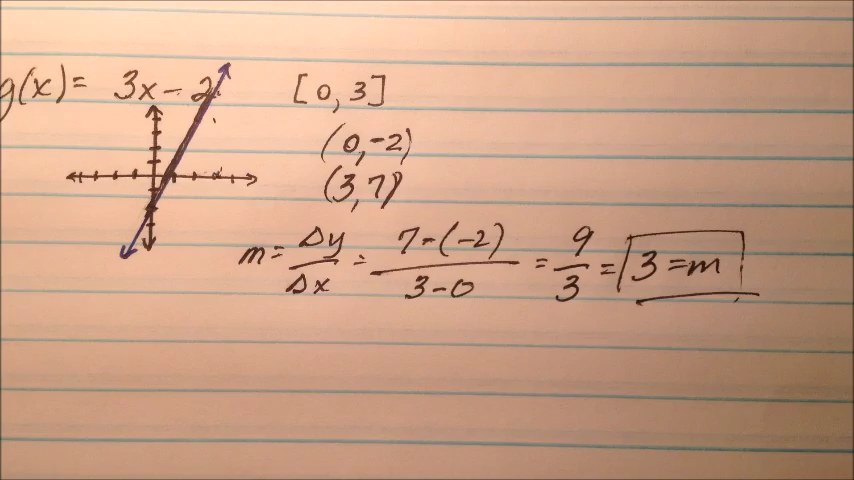 g(x) = 3x - 2 [0, 3]
(0, -2)
(3, 7)
m = Δy/Δx = 7-(-2)/3-0 = 9/3 = 3 = m